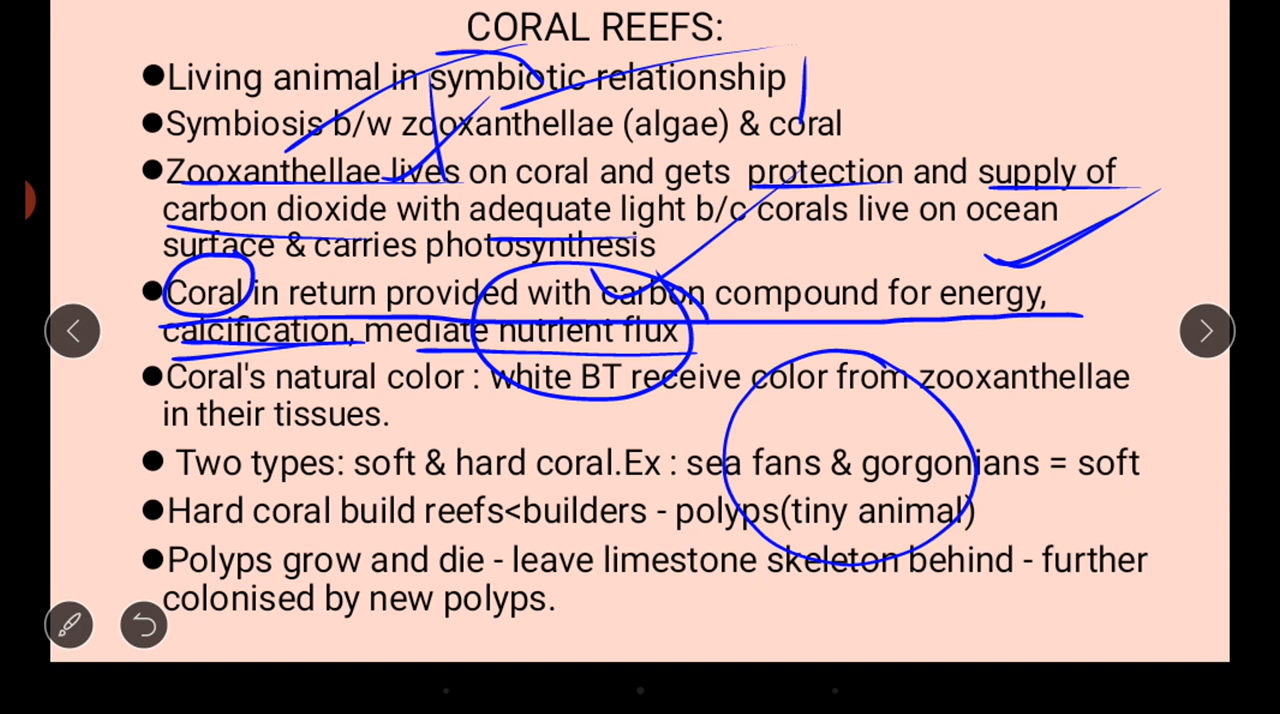 CORAL REEFS:
●Living animal in symbiotic relationship
●Symbiosis b/w zooxanthellae (algae) & coral
●Zooxanthellae lives on coral and gets protection and supply of
carbon dioxide with adequate light b/c corals live on ocean
surface & carries photosynthesis
●Coral in return provided with carbon compound for energy,
calcification, mediate nutrient flux
●Coral's natural color : white BT receive color from zooxanthellae
in their tissues.
● Two types: soft & hard coral.Ex : sea fans & gorgonians = soft
●Hard coral build reefs<builders - polyps(tiny animal)
●Polyps grow and die - leave limestone skeleton behind - further
colonised by new polyps.